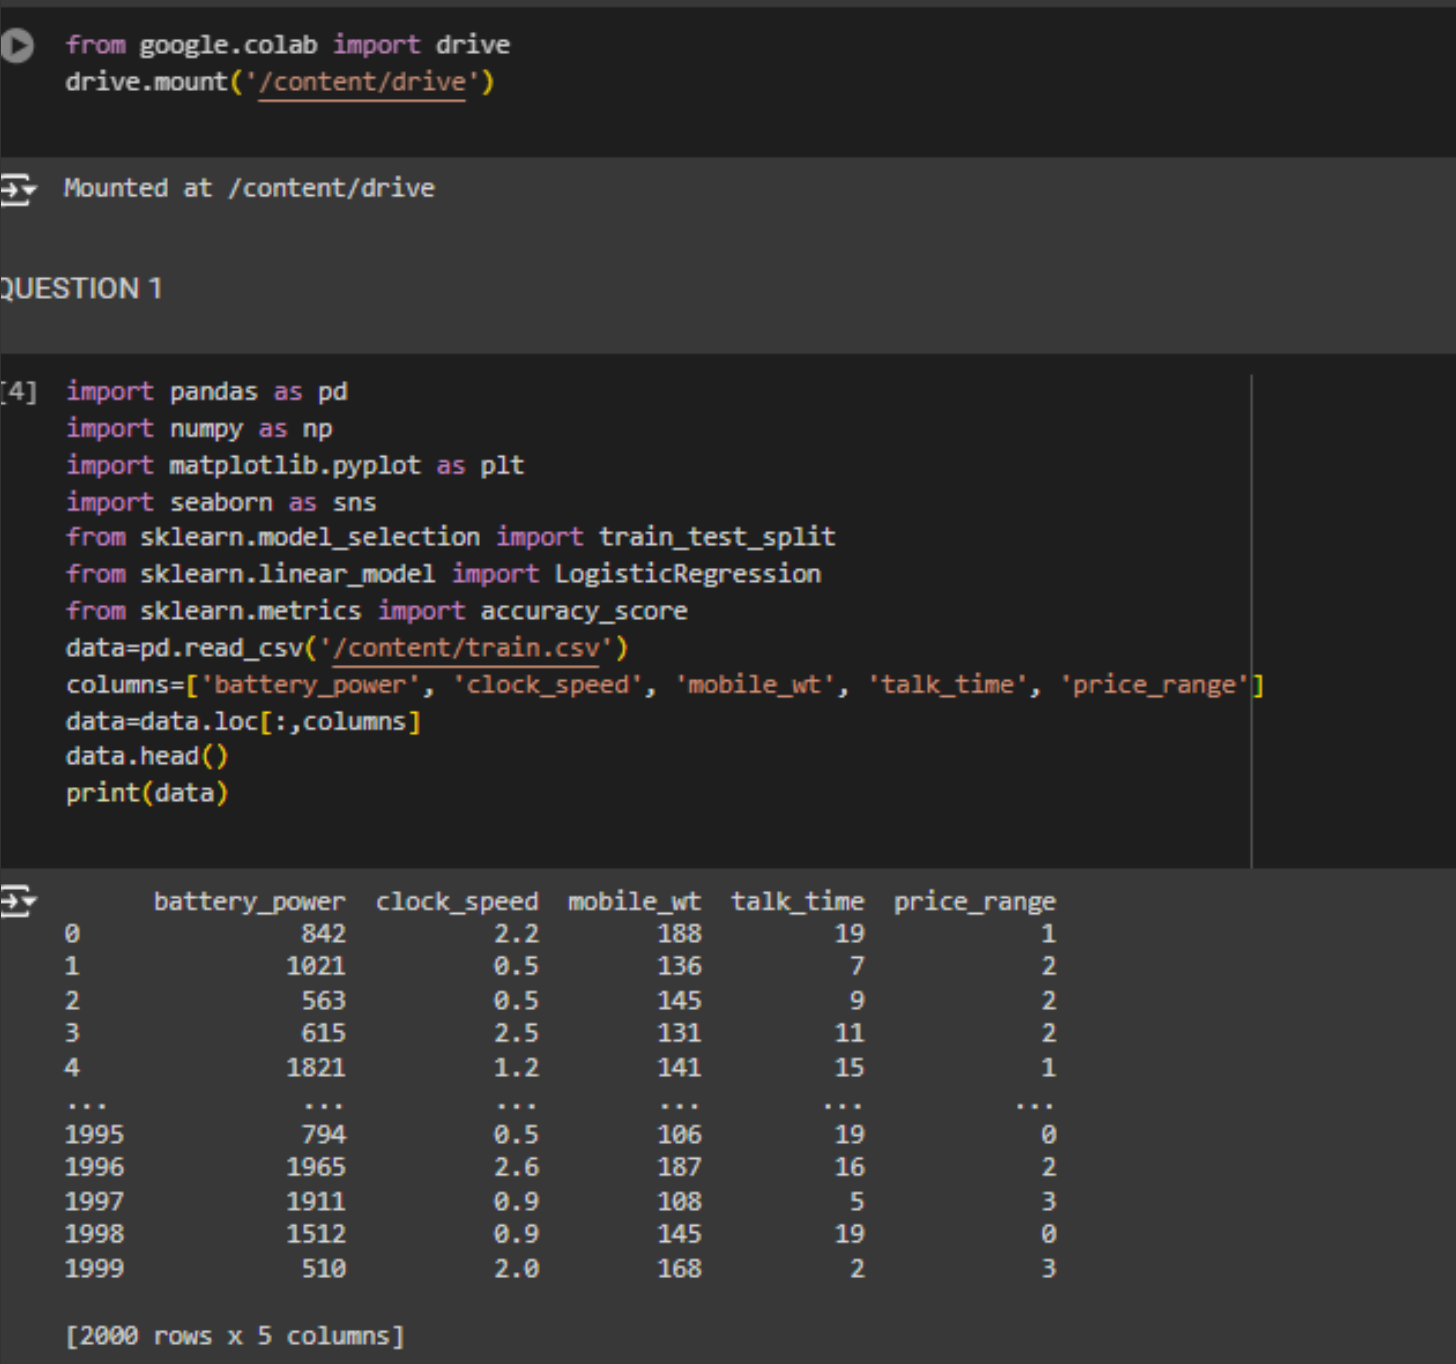 from google.colab import drive
drive.mount('/content/drive')
Mounted at /content/drive
QUESTION 1
[4]
import pandas as pd
import numpy as np
import matplotlib.pyplot as plt
import seaborn as sns
from sklearn.model_selection import train_test_split
from sklearn.linear_model import LogisticRegression
from sklearn.metrics import accuracy_score
data=pd.read_csv('/content/train.csv')
columns=['battery_power', 'clock_speed', 'mobile_wt', 'talk_time', 'price_range']
data=data.loc[:,columns]
data.head()
print(data)
battery_power clock_speed mobile_wt talk_time price_range
0 842 2.2 188 19 1
1 1021 0.5 136 7 2
2 563 0.5 145 9 2
3 615 2.5 131 11 2
4 1821 1.2 141 15 1
... ... ... ... ... ...
1995 794 0.5 106 19 0
1996 1965 2.6 187 16 2
1997 1911 0.9 108 5 3
1998 1512 0.9 145 19 0
1999 510 2.0 168 2 3
[2000 rows x 5 columns]